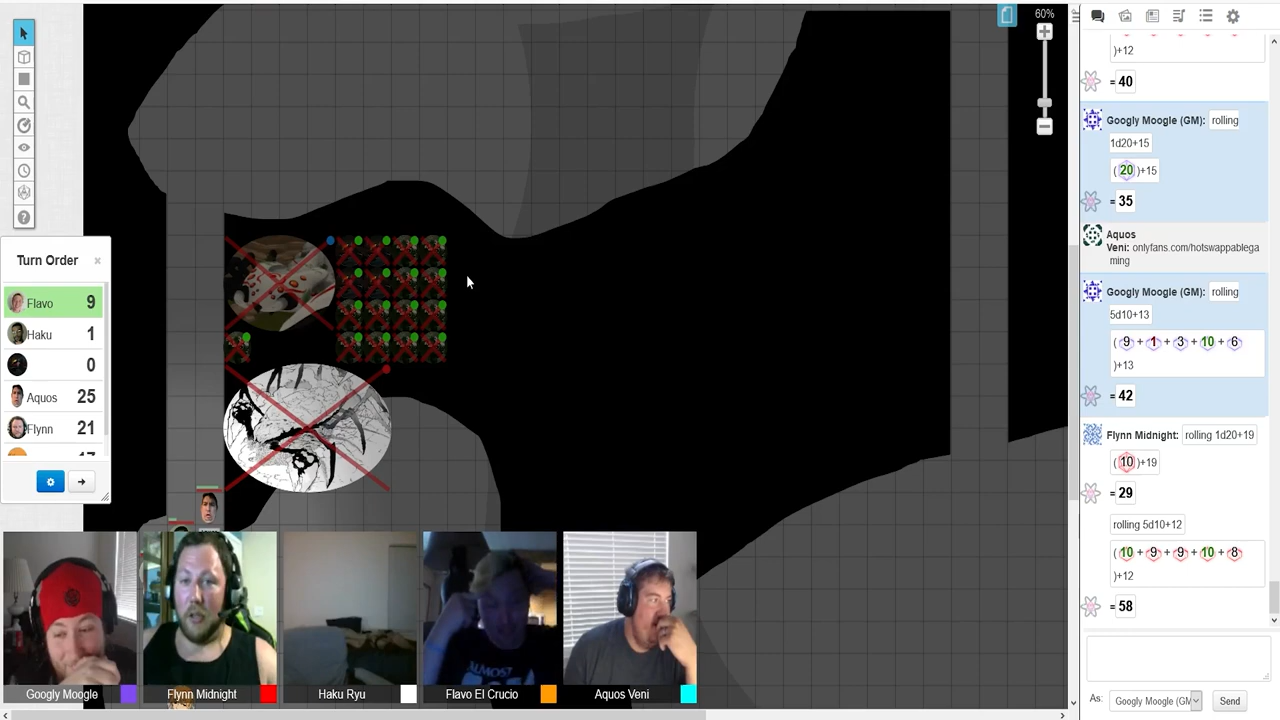 60%
)+12
= 40
Googly Moogle (GM): rolling
1d20+15
(20)+15
= 35
Aquos
Veni: onlyfans.com/hotswappablega
ming
Googly Moogle (GM): rolling
5d10+13
(9+1+3+10+6
)+13
= 42
Flynn Midnight: rolling 1d20+19
(10)+19
= 29
rolling 5d10+12
(10+9+9+10+8
)+12
= 58
As: Googly Moogle (GM
Send
Turn Order ×
Flavo 9
Haku 1
0
Aquos 25
Flynn 21
ALMOST
Googly Moogle
Flynn Midnight
Haku Ryu
Flavo El Crucio
Aquos Veni